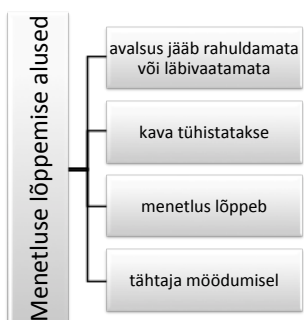 Menetluse lõppemise alused
avalsus jääb rahuldamata
või läbivaatamata
kava tühistatakse
menetlus lõppeb
tähtaja möödumisel